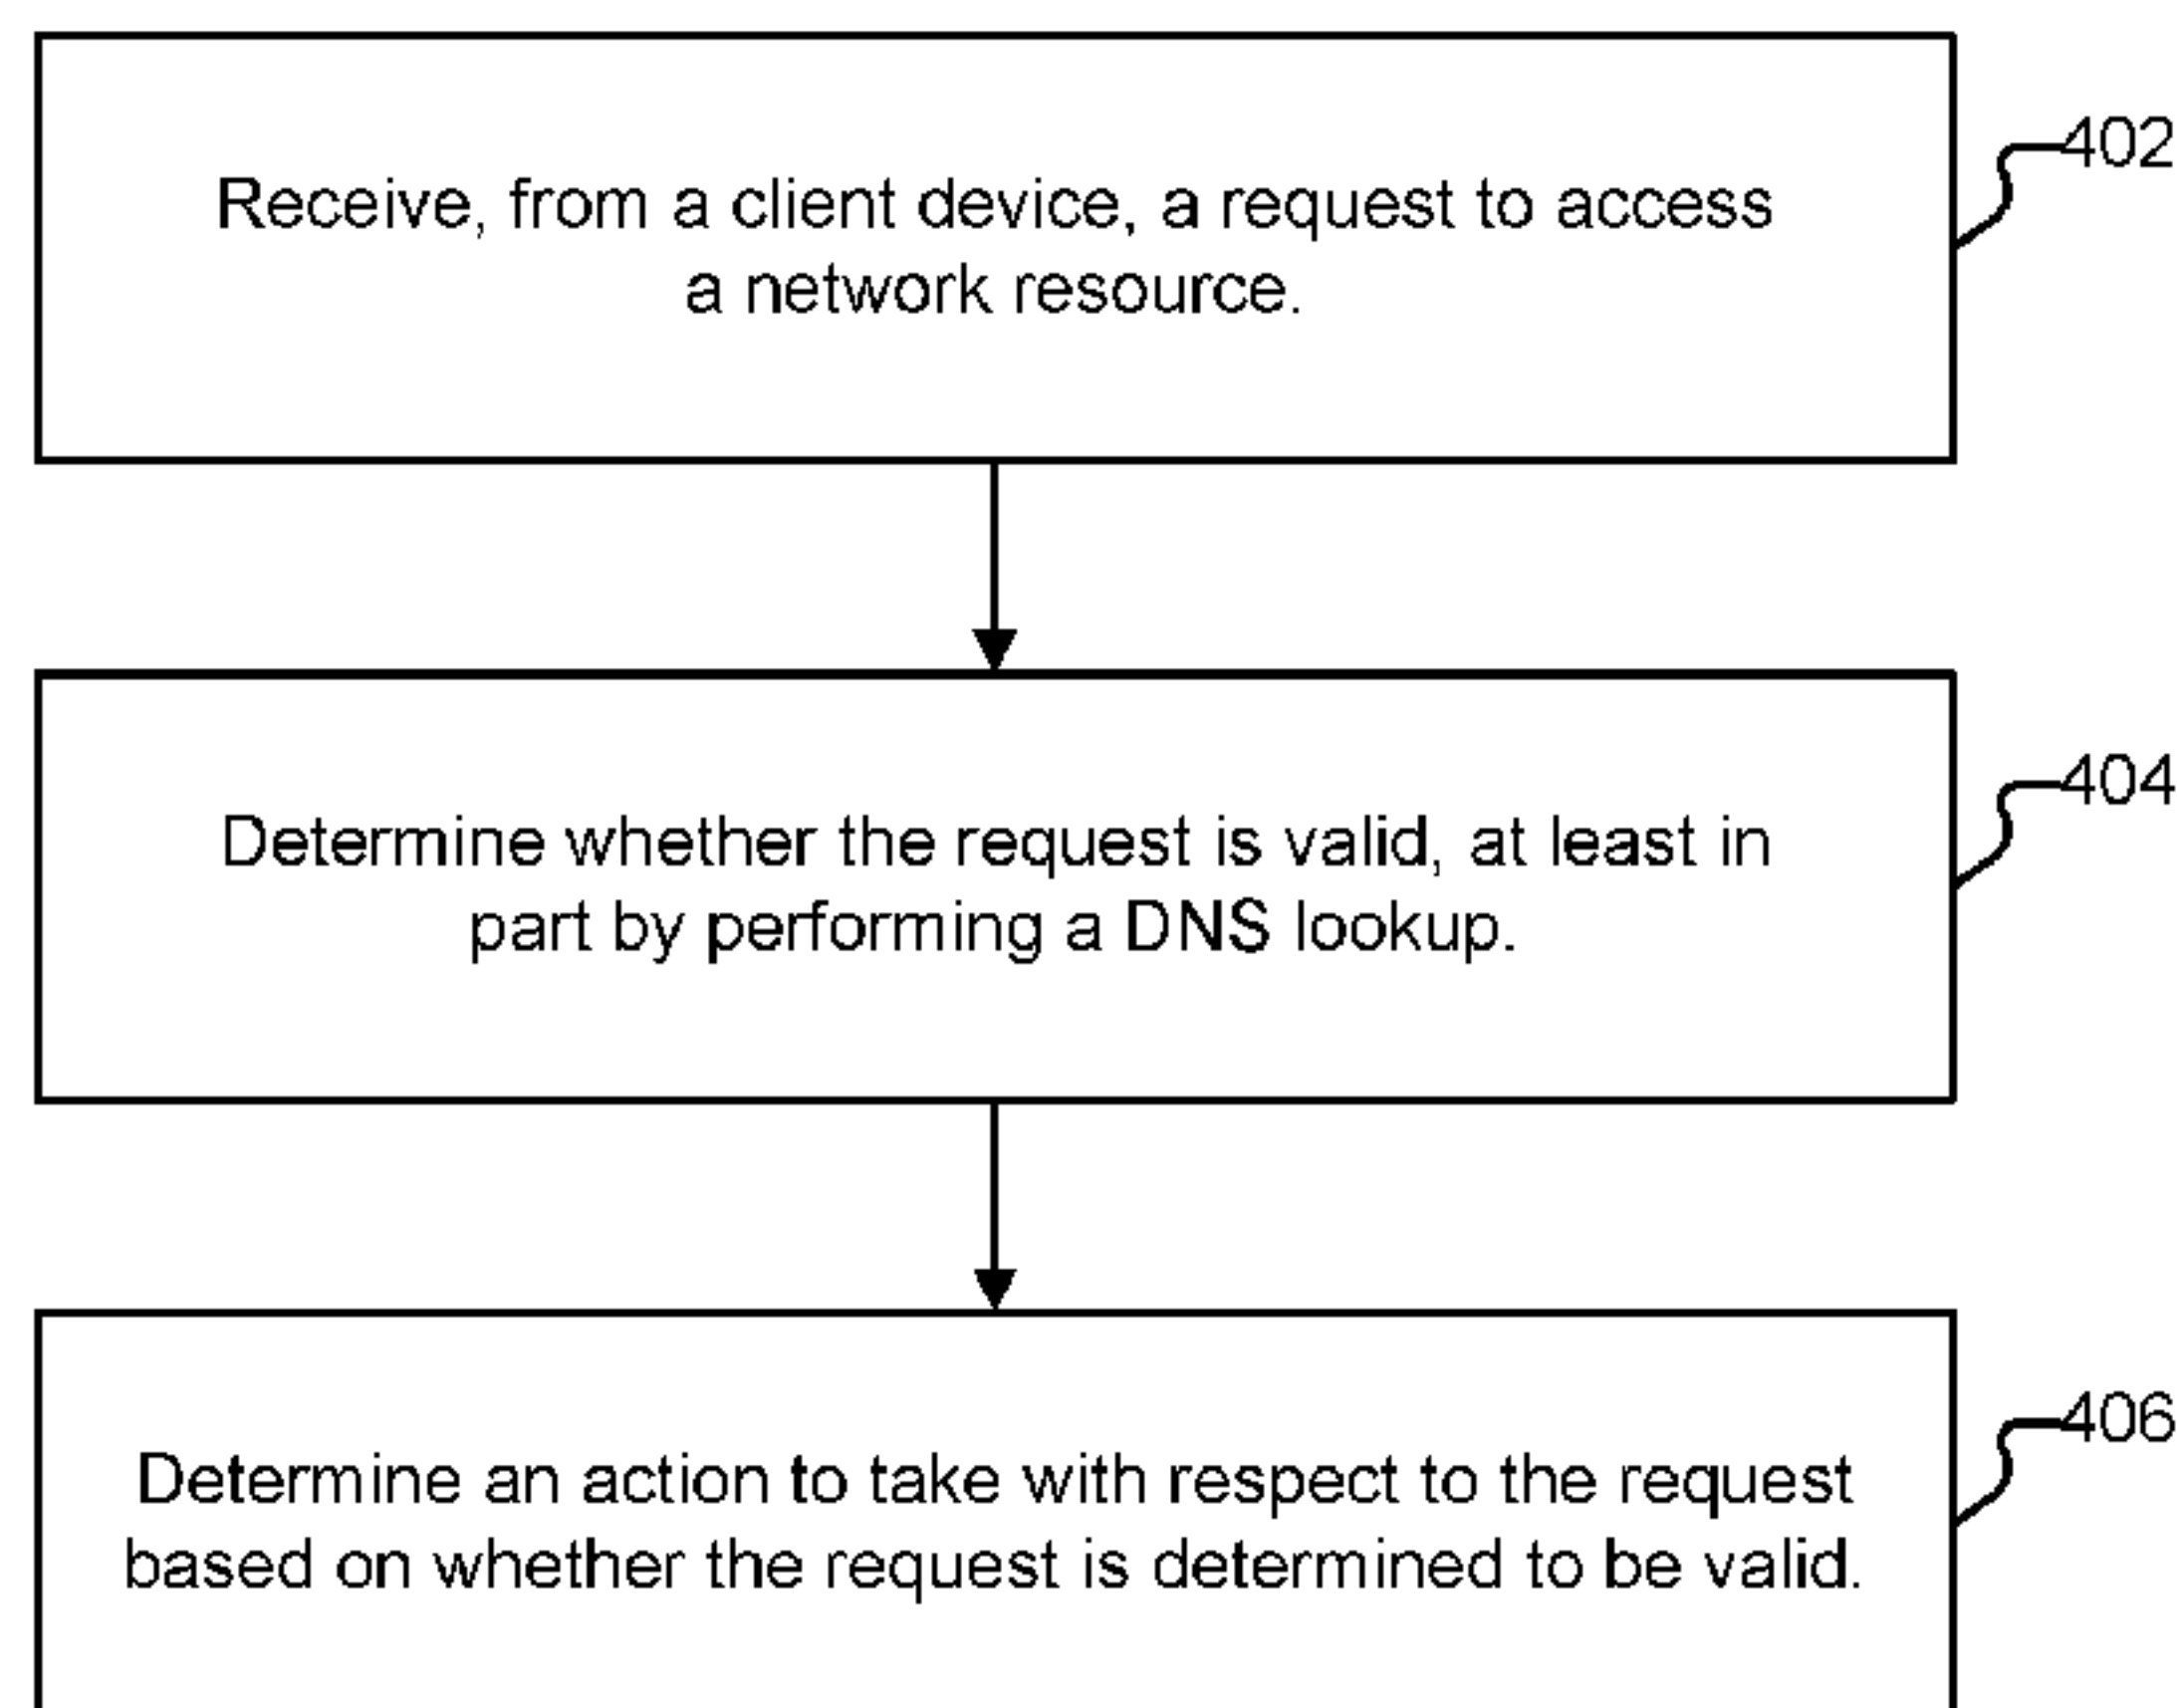 402
Receive, from a client device, a request to access
a network resource.
404
Determine whether the request is valid, at least in
part by performing a DNS lookup.
406
Determine an action to take with respect to the request
based on whether the request is determined to be valid.